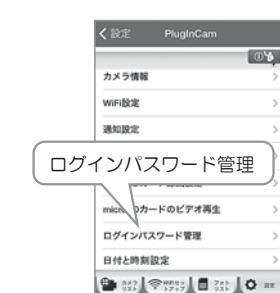 設定 PlugInCam
カメラ情報
WiFi設定
通知設定
ログインパスワード管理
microSDカードのビデオ再生
ログインパスワード管理
日付と時刻設定
カメラリスト WiFiセットアップ フォトリスト 設定